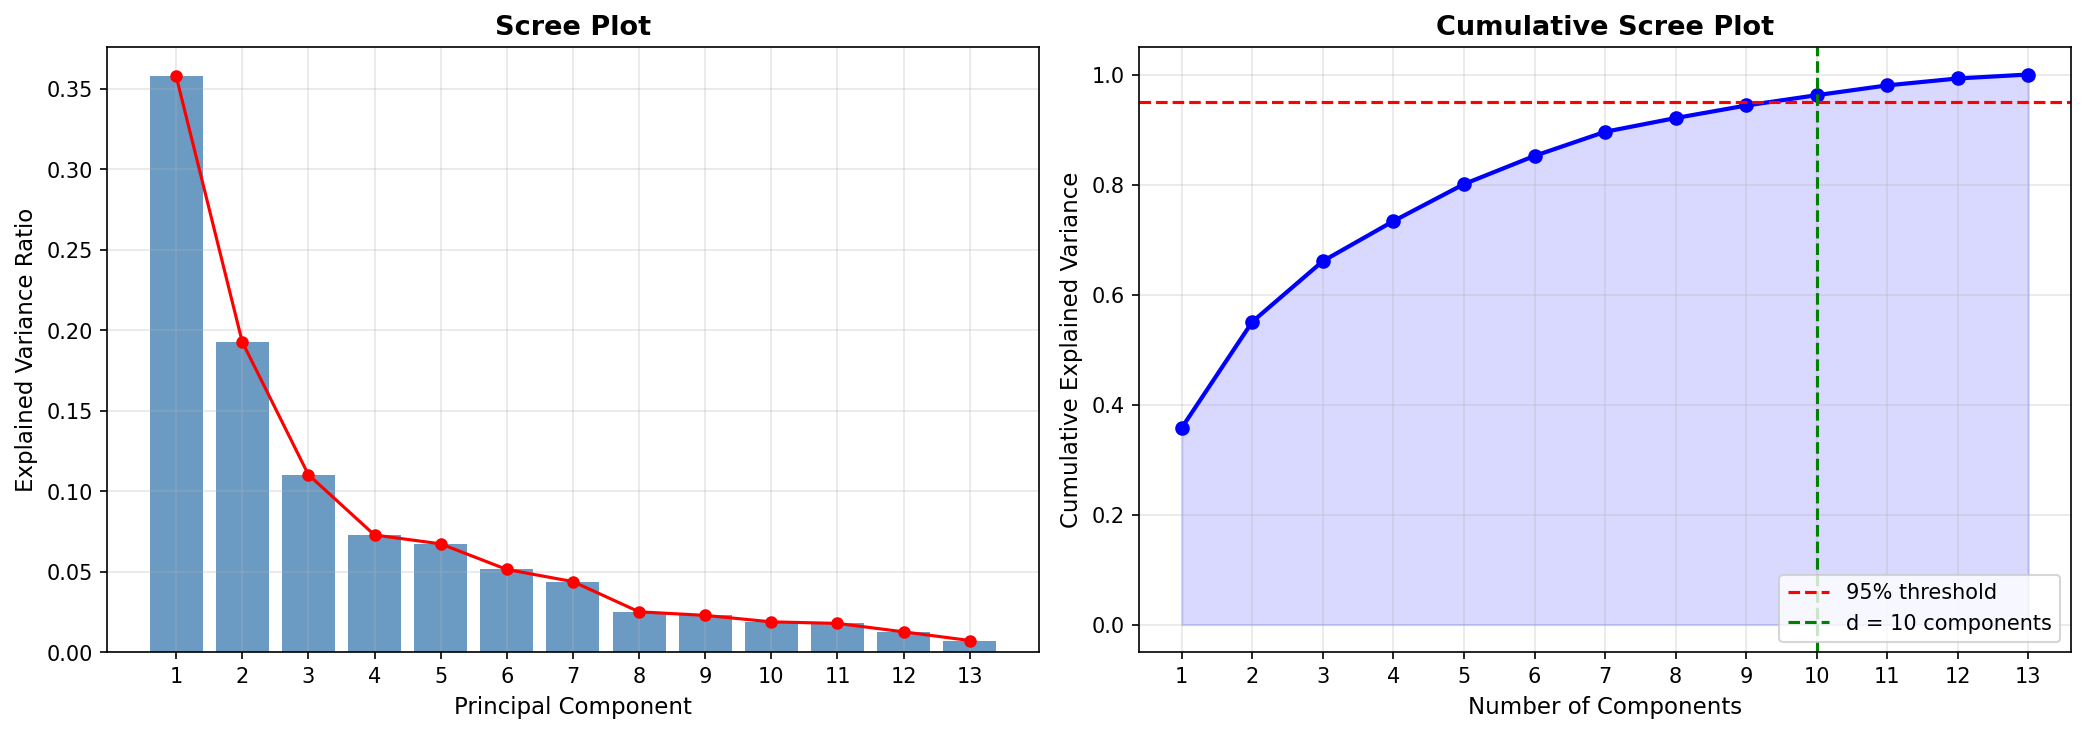 Scree Plot
Explained Variance Ratio
0.35
0.30
0.25
0.20
0.15
0.10
0.05
0.00
1 2 3 4 5 6 7 8 9 10 11 12 13
Principal Component
Cumulative Scree Plot
Cumulative Explained Variance
1.0
0.8
0.6
0.4
0.2
0.0
95% threshold
d = 10 components
1 2 3 4 5 6 7 8 9 10 11 12 13
Number of Components